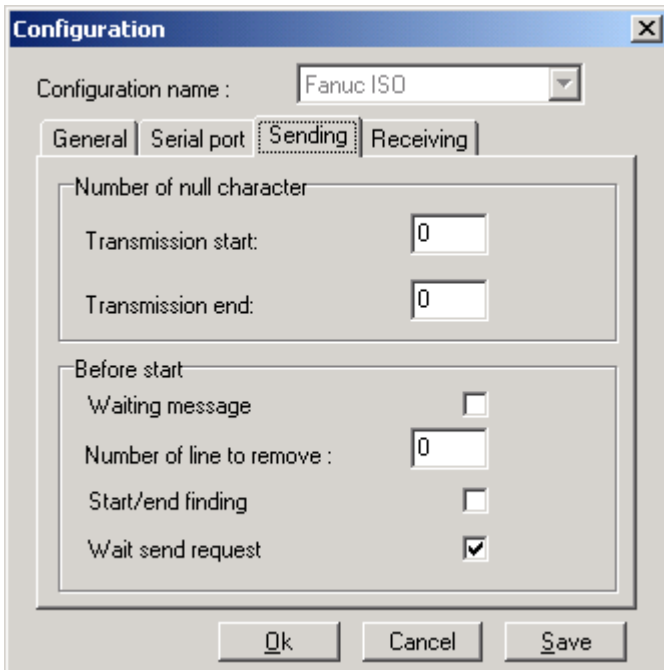 Configuration
Configuration name : Fanuc ISO
General Serial port Sending Receiving
Number of null character
Transmission start: 0
Transmission end: 0
Before start
Waiting message
Number of line to remove : 0
Start/end finding
Wait send request
Ok Cancel Save